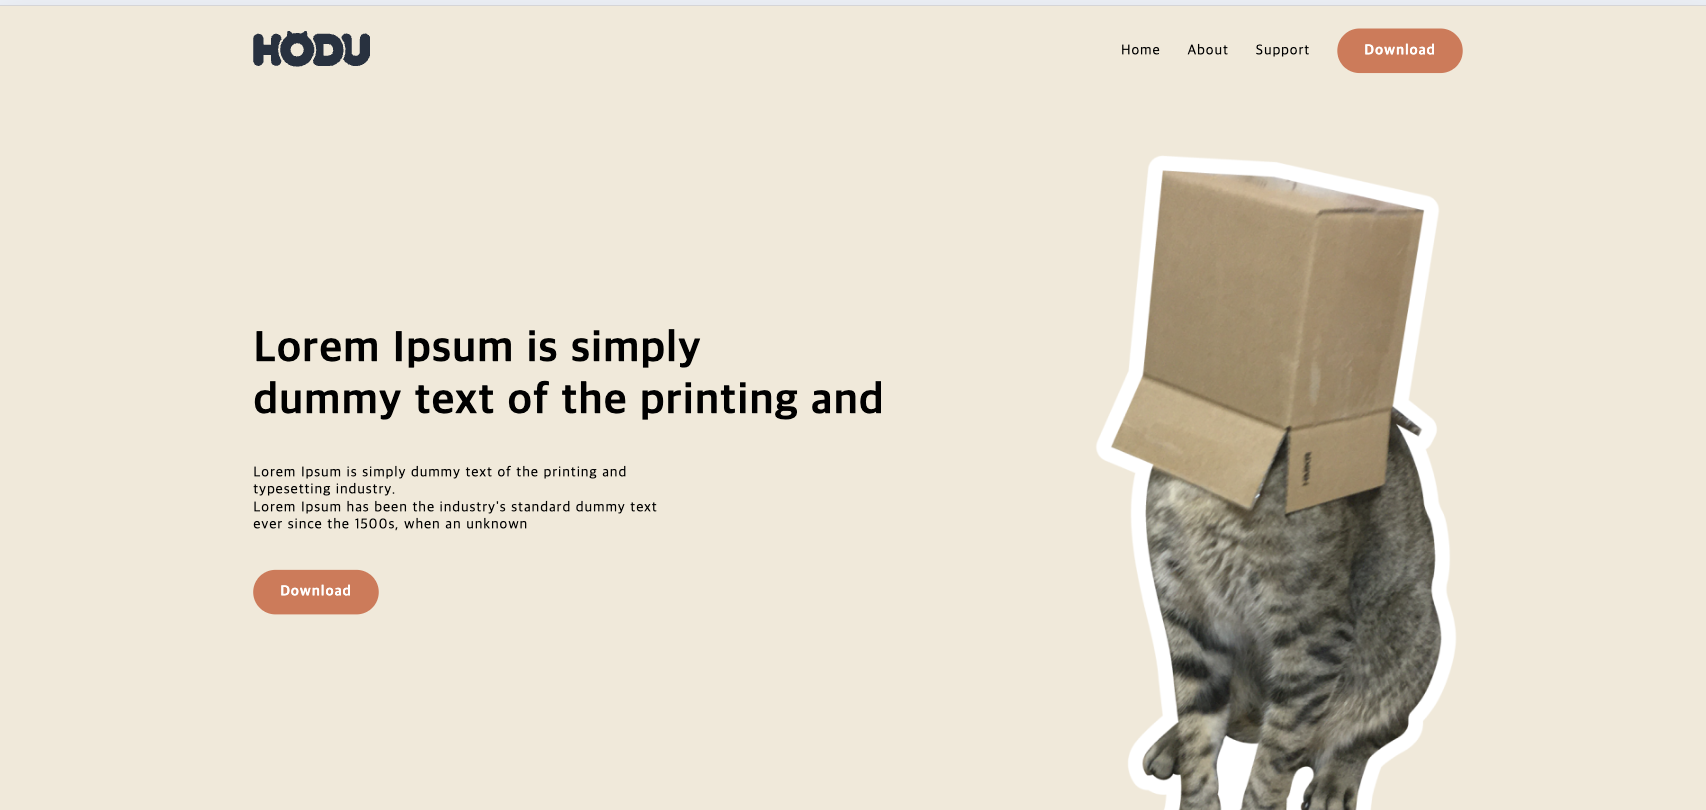 HODU
Home About Support Download
Lorem Ipsum is simply
dummy text of the printing and
Lorem Ipsum is simply dummy text of the printing and
typesetting industry.
Lorem Ipsum has been the industry's standard dummy text
ever since the 1500s, when an unknown
Download